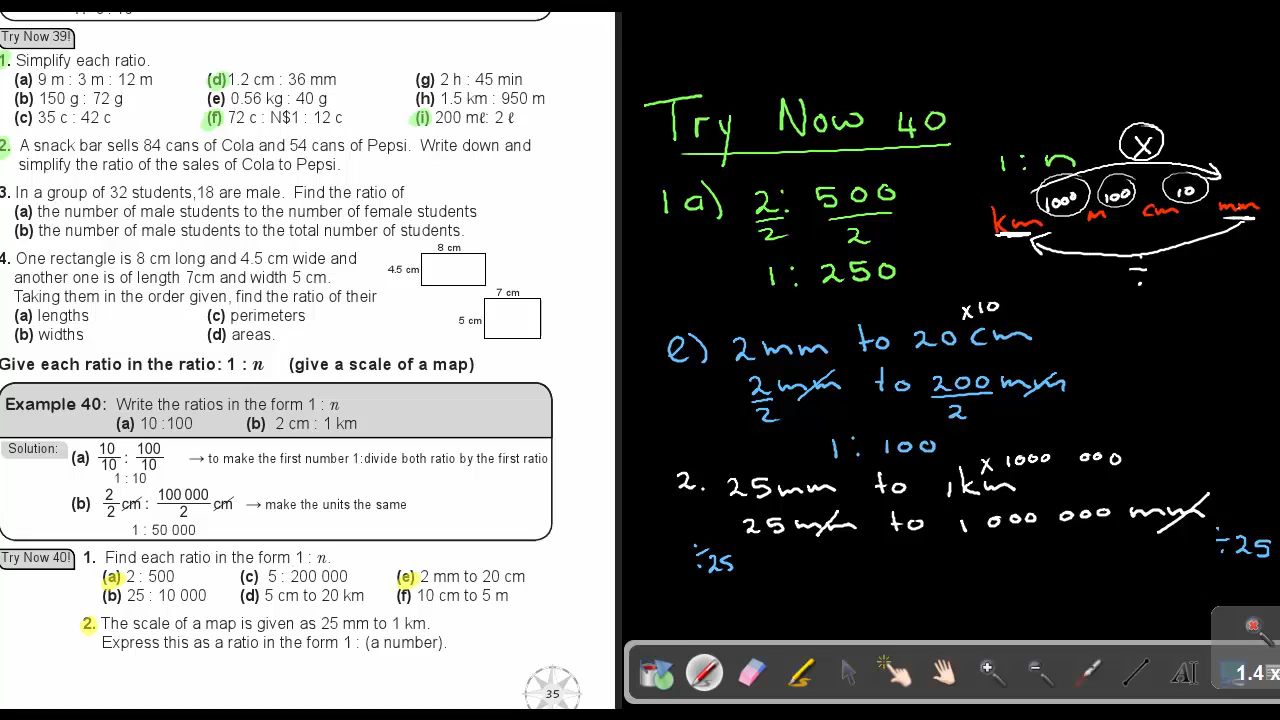 Try Now 39!
1. Simplify each ratio.
(a) 9 m : 3 m : 12 m (d) 1.2 cm : 36 mm (g) 2 h : 45 min
(b) 150 g : 72 g (e) 0.56 kg : 40 g (h) 1.5 km : 950 m
(c) 35 c : 42 c (f) 72 c : N$1 : 12 c (i) 200 mℓ: 2 ℓ
2. A snack bar sells 84 cans of Cola and 54 cans of Pepsi. Write down and
simplify the ratio of the sales of Cola to Pepsi.
3. In a group of 32 students,18 are male. Find the ratio of
(a) the number of male students to the number of female students
(b) the number of male students to the total number of students.
4. One rectangle is 8 cm long and 4.5 cm wide and
another one is of length 7cm and width 5 cm.
Taking them in the order given, find the ratio of their
(a) lengths (c) perimeters
(b) widths (d) areas.
8 cm
4.5 cm
7 cm
5 cm
Give each ratio in the ratio: 1 : n (give a scale of a map)
Example 40: Write the ratios in the form 1 : n
(a) 10 :100 (b) 2 cm : 1 km
Solution:
(a) 10/10 : 100/10 → to make the first number 1:divide both ratio by the first ratio
1 : 10
(b) 2/2 cm : 100 000/2 cm → make the units the same
1 : 50 000
Try Now 40! 1. Find each ratio in the form 1 : n.
(a) 2 : 500 (c) 5 : 200 000 (e) 2 mm to 20 cm
(b) 25 : 10 000 (d) 5 cm to 20 km (f) 10 cm to 5 m
2. The scale of a map is given as 25 mm to 1 km.
Express this as a ratio in the form 1 : (a number).
35
Try Now 40
1 : n
X
1000 100 10
km m cm mm
÷
1 a) 2/2 : 500/2
1 : 250
x 10
e) 2 mm to 20 cm
2/2 mm to 200/2 mm
1 : 100
x 1000 000
2. 25 mm to 1 km
25 mm to 1 000 000 mm
÷25 ÷25
AI
1.4 x